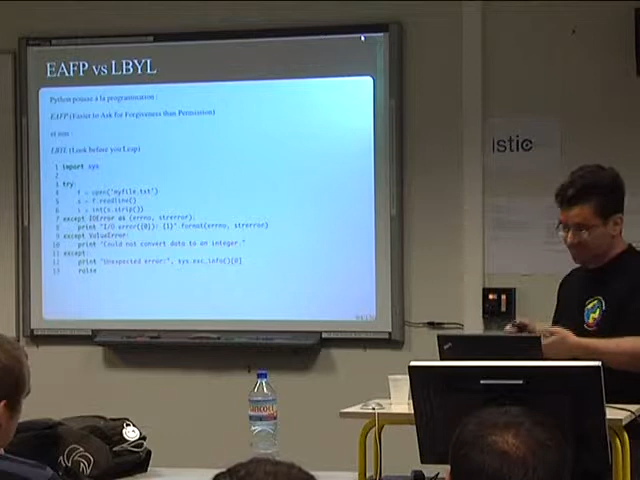 EAFP vs LBYL
Python pousse à la programmation :
EAFP (Easier to Ask for Forgiveness than Permission)
et non :
LBYL (Look before you Leap)
1 import sys
2
3 try:
4 f = open('myfile.txt')
5 s = f.readline()
6 i = int(s.strip())
7 except IOError as (errno, strerror):
8 print "I/O error({0}): {1}".format(errno, strerror)
9 except ValueError:
10 print "Could not convert data to an integer."
11 except:
12 print "Unexpected error:", sys.exc_info()[0]
13 raise
istic